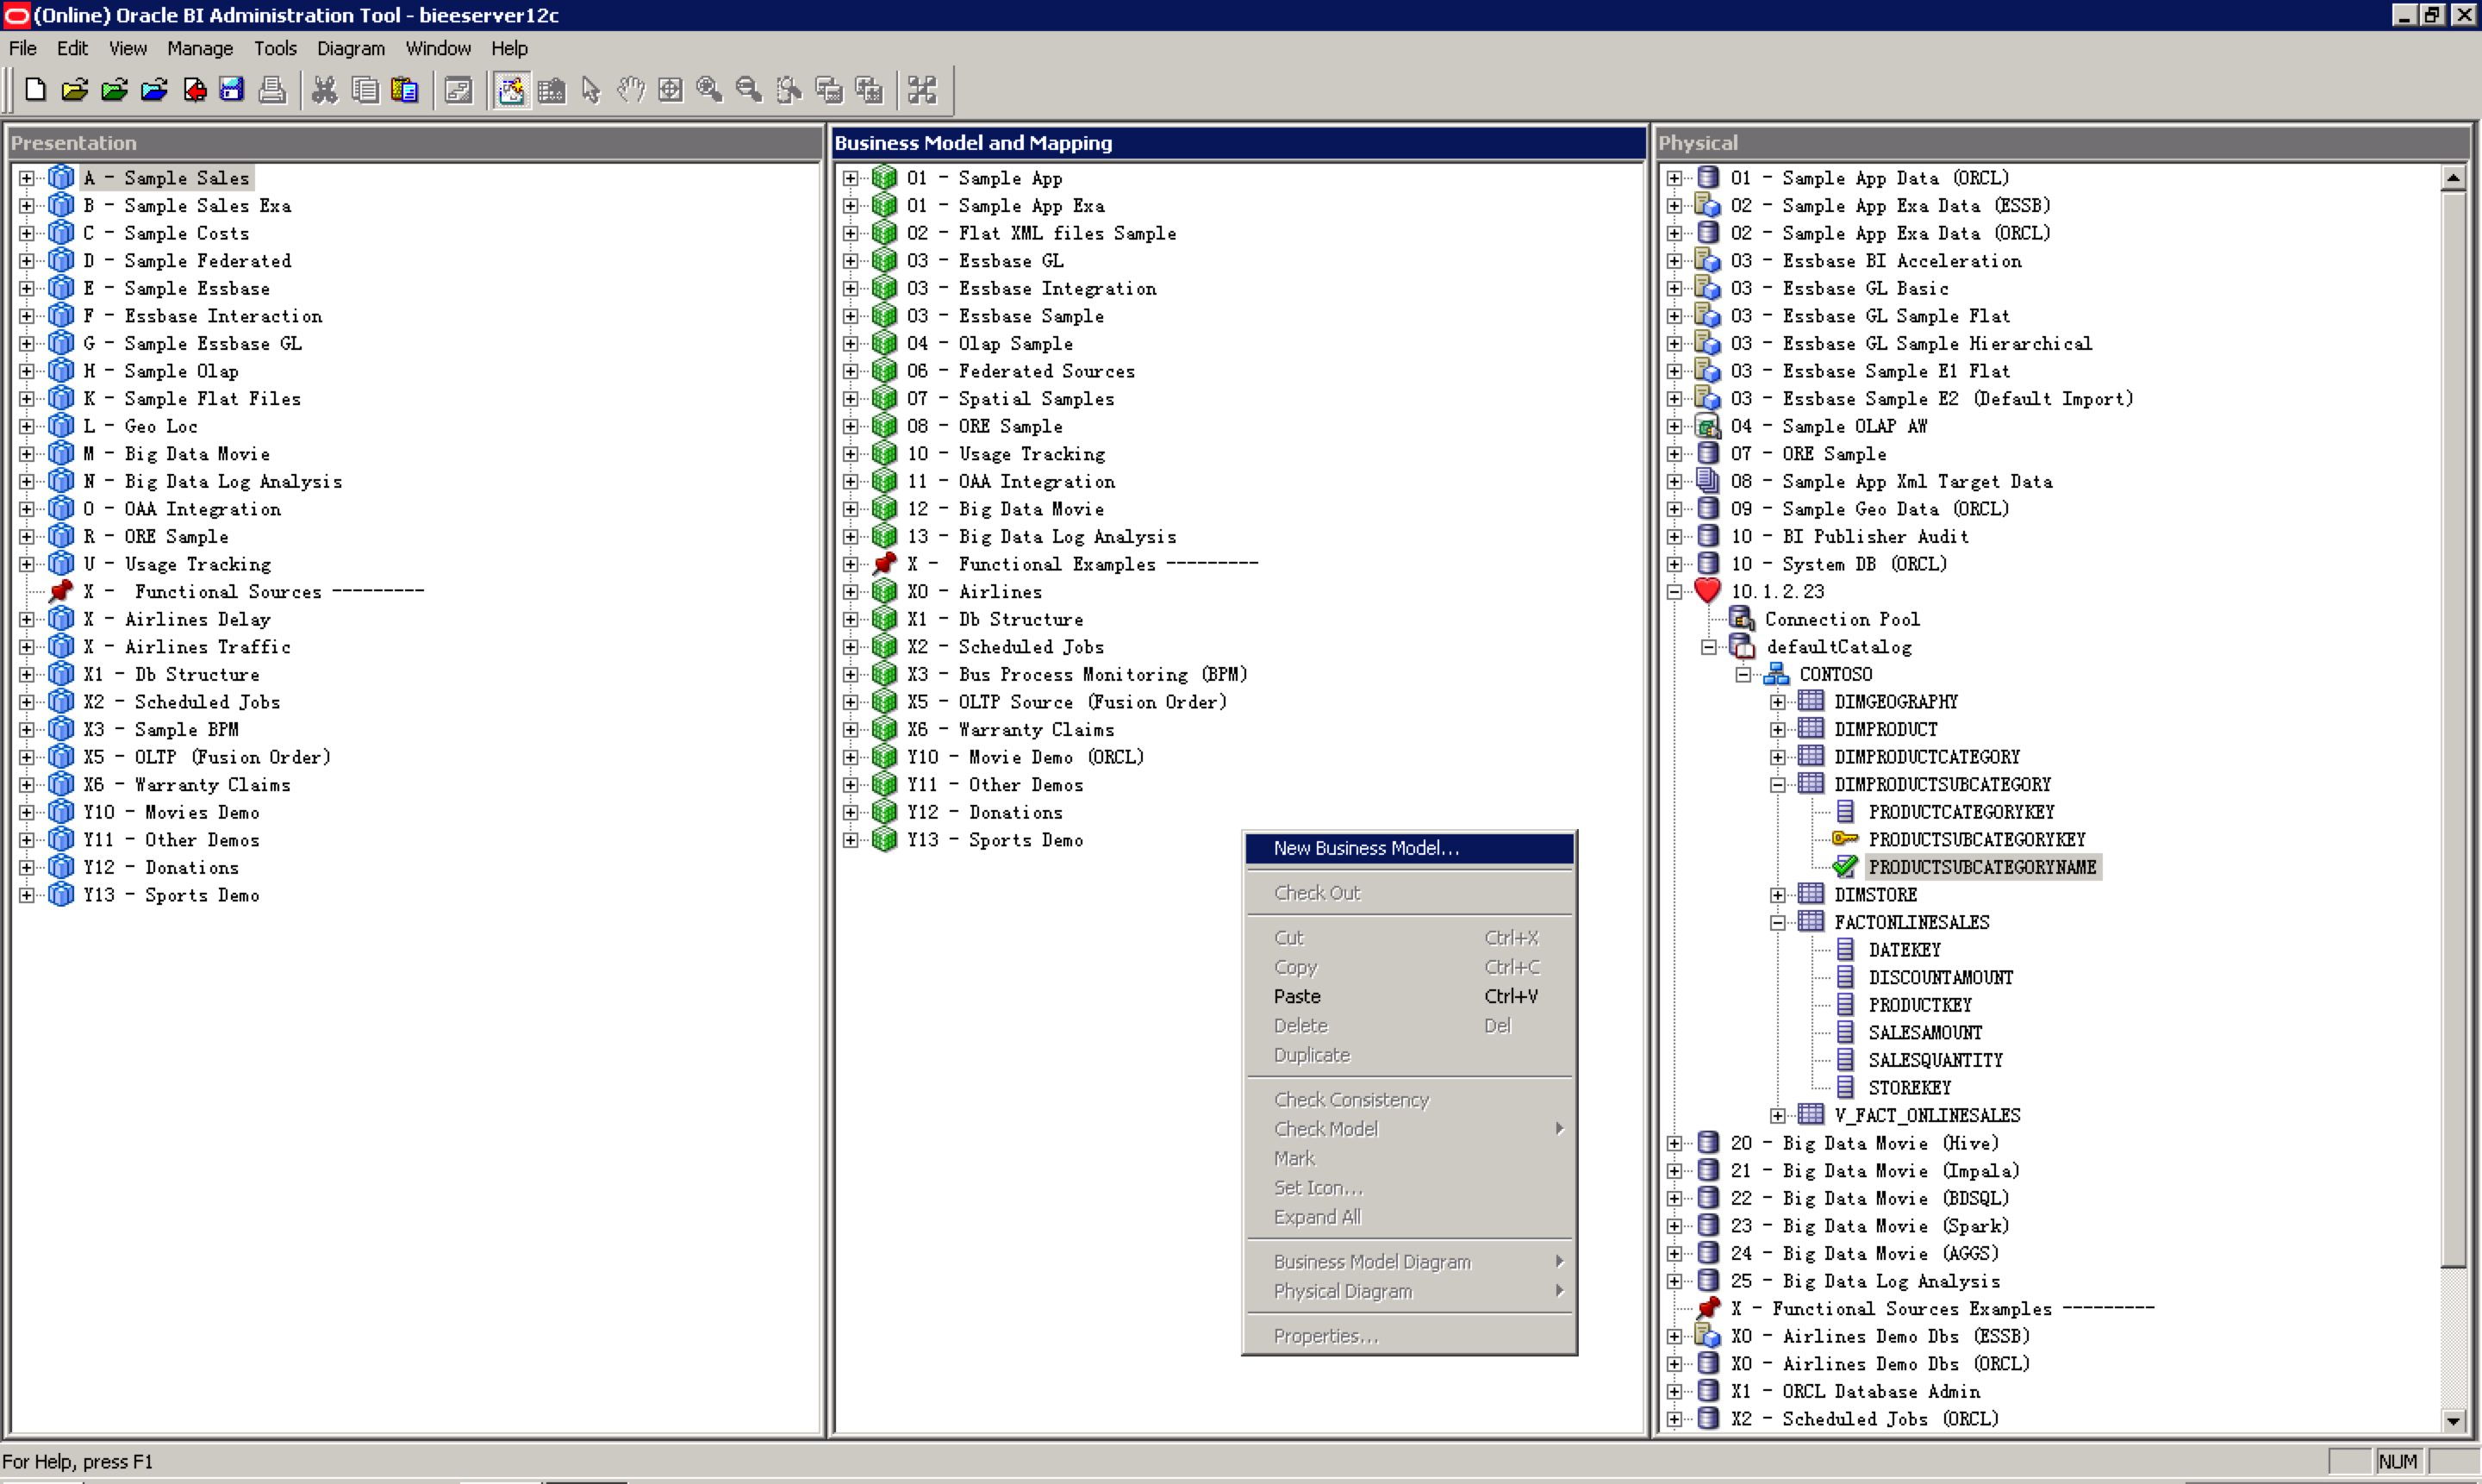 (Online) Oracle BI Administration Tool - bieeserver12c
File Edit View Manage Tools Diagram Window Help
Presentation
A - Sample Sales
B - Sample Sales Exa
C - Sample Costs
D - Sample Federated
E - Sample Essbase
F - Essbase Interaction
G - Sample Essbase GL
H - Sample Olap
K - Sample Flat Files
L - Geo Loc
M - Big Data Movie
N - Big Data Log Analysis
O - OAA Integration
R - ORE Sample
U - Usage Tracking
X - Functional Sources ---------
X - Airlines Delay
X - Airlines Traffic
X1 - Db Structure
X2 - Scheduled Jobs
X3 - Sample BPM
X5 - OLTP (Fusion Order)
X6 - Warranty Claims
Y10 - Movies Demo
Y11 - Other Demos
Y12 - Donations
Y13 - Sports Demo
Business Model and Mapping
01 - Sample App
01 - Sample App Exa
02 - Flat XML files Sample
03 - Essbase GL
03 - Essbase Integration
03 - Essbase Sample
04 - Olap Sample
06 - Federated Sources
07 - Spatial Samples
08 - ORE Sample
10 - Usage Tracking
11 - OAA Integration
12 - Big Data Movie
13 - Big Data Log Analysis
X - Functional Examples ---------
X0 - Airlines
X1 - Db Structure
X2 - Scheduled Jobs
X3 - Bus Process Monitoring (BPM)
X5 - OLTP Source (Fusion Order)
X6 - Warranty Claims
Y10 - Movie Demo (ORCL)
Y11 - Other Demos
Y12 - Donations
Y13 - Sports Demo
New Business Model...
Check Out
Cut Ctrl+X
Copy Ctrl+C
Paste Ctrl+V
Delete Del
Duplicate
Check Consistency
Check Model
Mark
Set Icon...
Expand All
Business Model Diagram
Physical Diagram
Properties...
Physical
01 - Sample App Data (ORCL)
02 - Sample App Exa Data (ESSB)
02 - Sample App Exa Data (ORCL)
03 - Essbase BI Acceleration
03 - Essbase GL Basic
03 - Essbase GL Sample Flat
03 - Essbase GL Sample Hierarchical
03 - Essbase Sample E1 Flat
03 - Essbase Sample E2 (Default Import)
04 - Sample OLAP AW
07 - ORE Sample
08 - Sample App Xml Target Data
09 - Sample Geo Data (ORCL)
10 - BI Publisher Audit
10 - System DB (ORCL)
10.1.2.23
Connection Pool
defaultCatalog
CONTOSO
DIMGEOGRAPHY
DIMPRODUCT
DIMPRODUCTCATEGORY
DIMPRODUCTSUBCATEGORY
PRODUCTCATEGORYKEY
PRODUCTSUBCATEGORYKEY
PRODUCTSUBCATEGORYNAME
DIMSTORE
FACTONLINESALES
DATEKEY
DISCOUNTAMOUNT
PRODUCTKEY
SALESAMOUNT
SALESQUANTITY
STOREKEY
V_FACT_ONLINESALES
20 - Big Data Movie (Hive)
21 - Big Data Movie (Impala)
22 - Big Data Movie (BDSQL)
23 - Big Data Movie (Spark)
24 - Big Data Movie (AGGS)
25 - Big Data Log Analysis
X - Functional Sources Examples ---------
X0 - Airlines Demo Dbs (ESSB)
X0 - Airlines Demo Dbs (ORCL)
X1 - ORCL Database Admin
X2 - Scheduled Jobs (ORCL)
For Help, press F1
NUM